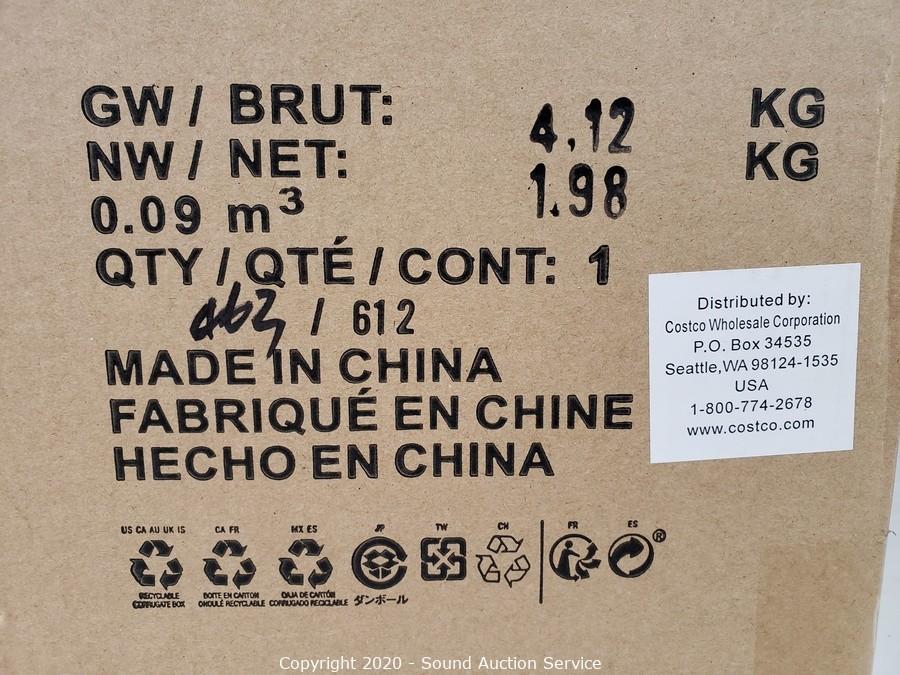 GW / BRUT: 4.12 KG
NW / NET: 1.98 KG
0.09 m³
QTY / QTÉ / CONT: 1
463 / 612
MADE IN CHINA
FABRIQUÉ EN CHINE
HECHO EN CHINA
Distributed by:
Costco Wholesale Corporation
P.O. Box 34535
Seattle,WA 98124-1535
USA
1-800-774-2678
www.costco.com
US CA AU UK IS
CA FR
MX ES
JP
TW
CN
FR
ES
®
RECYCLABLE
CORRUGATE BOX
BOITE EN CARTON
ONDULÉ RECYCLABLE
CAJA DE CARTÓN
CORRUGADO RECICLABLE
ダンボール
Copyright 2020 - Sound Auction Service